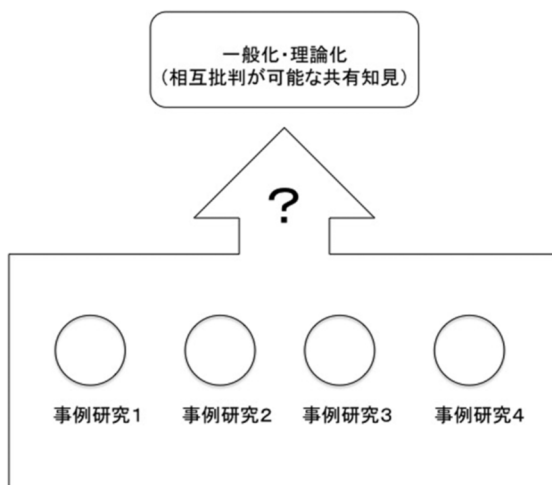 一般化・理論化
（相互批判が可能な共有知見）
？
事例研究1
事例研究2
事例研究3
事例研究4